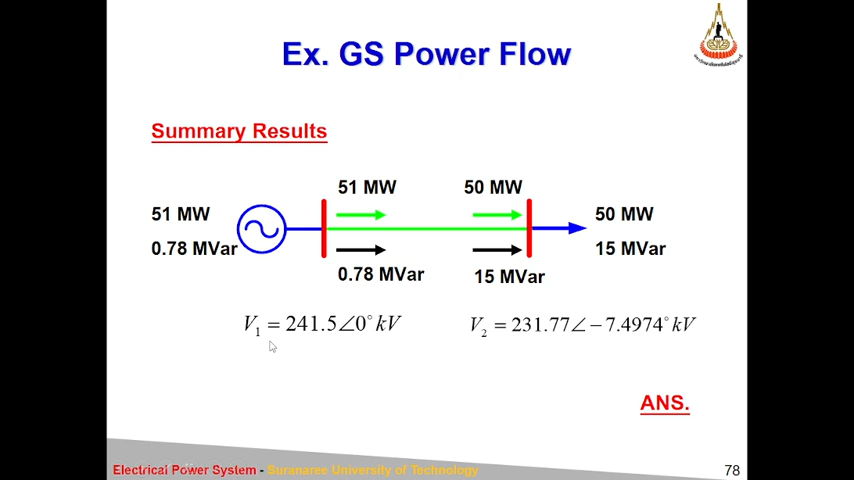 Ex. GS Power Flow
Summary Results
51 MW
50 MW
51 MW
50 MW
0.78 MVar
15 MVar
0.78 MVar
15 MVar
V₁ = 241.5∠0° kV
V₂ = 231.77∠−7.4974° kV
ANS.
Electrical Power System - Suranaree University of Technology
78